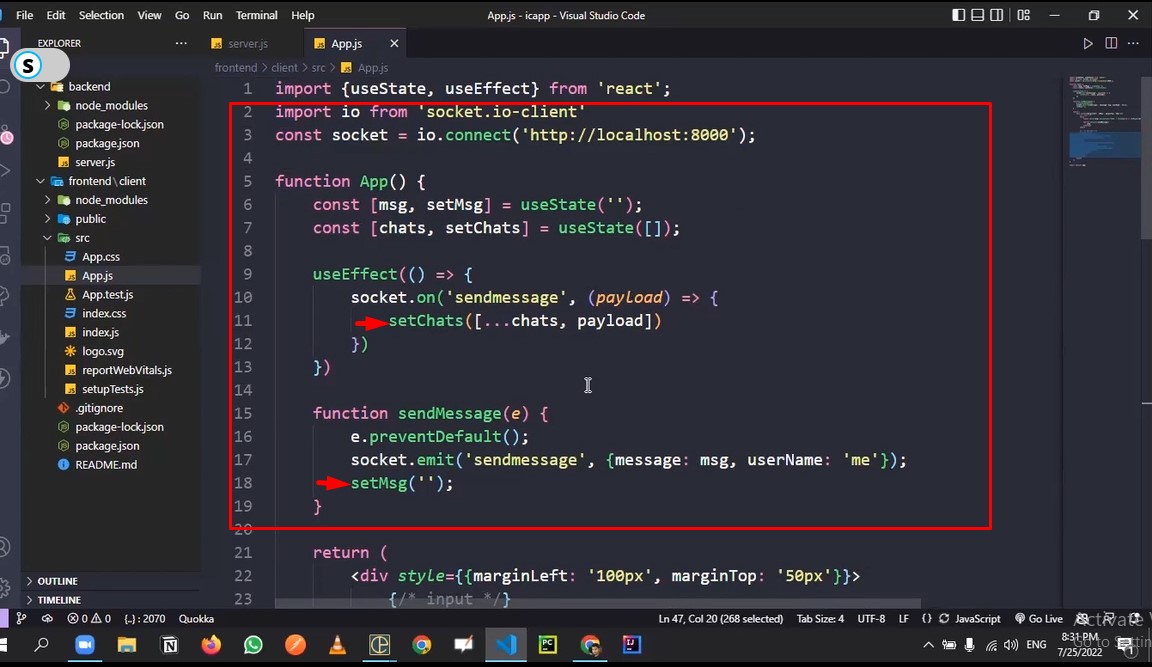 File Edit Selection View Go Run Terminal Help
App.js - icapp - Visual Studio Code
EXPLORER
server.js
App.js
S
frontend > client > src > App.js
backend
node_modules
package-lock.json
package.json
server.js
frontend\client
node_modules
public
src
App.css
App.js
App.test.js
index.css
index.js
logo.svg
reportWebVitals.js
setupTests.js
.gitignore
package-lock.json
package.json
README.md
OUTLINE
TIMELINE
1 import {useState, useEffect} from 'react';
2 import io from 'socket.io-client'
3 const socket = io.connect('http://localhost:8000');
4
5 function App() {
6 const [msg, setMsg] = useState('');
7 const [chats, setChats] = useState([]);
8
9 useEffect(() => {
10 socket.on('sendmessage', (payload) => {
11 setChats([...chats, payload])
12 })
13 })
14
15 function sendMessage(e) {
16 e.preventDefault();
17 socket.emit('sendmessage', {message: msg, userName: 'me'});
18 setMsg('');
19 }
20
21 return (
22 <div style={{marginLeft: '100px', marginTop: '50px'}}>
23 {/* input */}
0 0 {..} : 2070 Quokka
Ln 47, Col 20 (268 selected) Tab Size: 4 UTF-8 LF {} JavaScript Go Live
Activate
ENG
8:31 PM
7/25/2022